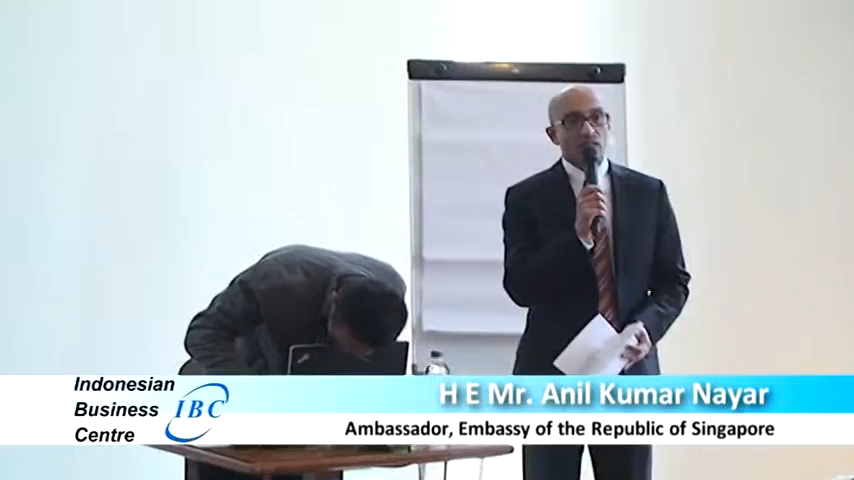 Indonesian
Business
Centre
IBC
H E Mr. Anil Kumar Nayar
Ambassador, Embassy of the Republic of Singapore